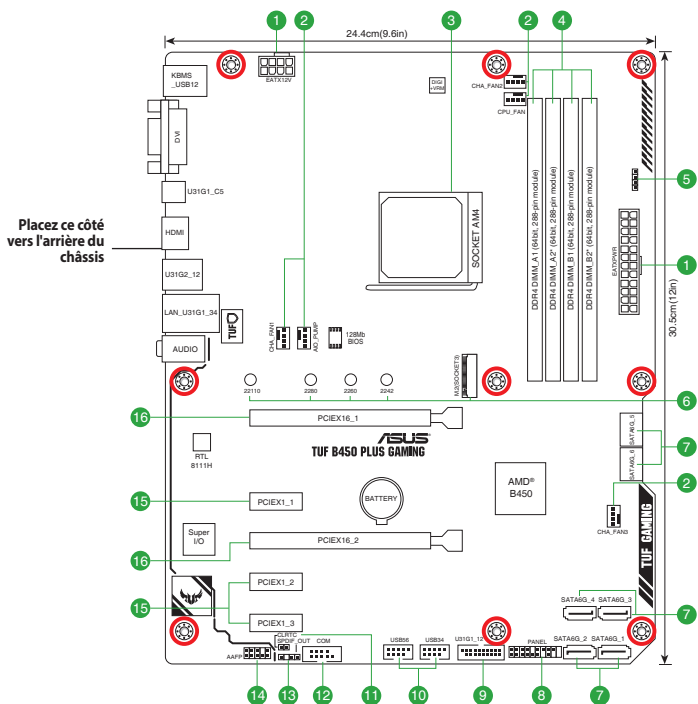 1
2
3
2
4
24.4cm(9.6in)
KBMS
_USB12
EATX12V
DIGI
+VRM
CHA_FAN2
CPU_FAN
DVI
5
U31G1_C5
Placez ce côté
vers l'arrière du
châssis
HDMI
SOCKET AM4
DDR4 DIMM_A1 (64bit, 288-pin module)
DDR4 DIMM_A2* (64bit, 288-pin module)
DDR4 DIMM_B1 (64bit, 288-pin module)
DDR4 DIMM_B2* (64bit, 288-pin module)
EATXPWR
1
30.5cm(12in)
U31G2_12
LAN_U31G1_34
TUF
CHA_FAN1
AIO_PUMP
128Mb
BIOS
AUDIO
M.2(SOCKET3)
22110
2280
2260
2242
6
16
PCIEX16_1
SATA6G_5
SATA6G_6
7
ASUS
TUF B450 PLUS GAMING
RTL
8111H
AMD®
B450
2
15
PCIEX1_1
BATTERY
CHA_FAN3
Super
I/O
16
PCIEX16_2
TUF GAMING
15
PCIEX1_2
SATA6G_4
SATA6G_3
7
PCIEX1_3
CLRTC
SPDIF_OUT
AAFP
COM
USB56
USB34
U31G1_12
PANEL
SATA6G_2
SATA6G_1
14
13
12
11
10
9
8
7